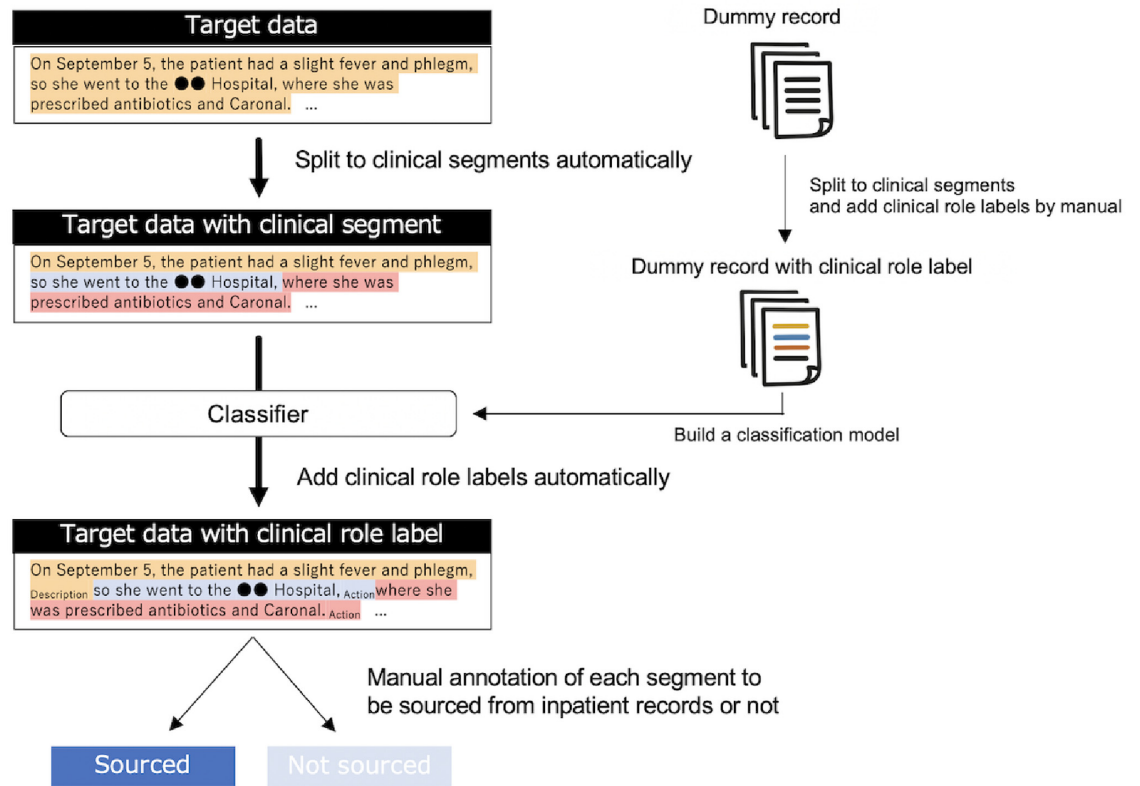 Target data
On September 5, the patient had a slight fever and phlegm,
so she went to the ●● Hospital, where she was
prescribed antibiotics and Caronal. ...
Dummy record
Split to clinical segments automatically
Split to clinical segments
and add clinical role labels by manual
Target data with clinical segment
On September 5, the patient had a slight fever and phlegm,
so she went to the ●● Hospital, where she was
prescribed antibiotics and Caronal. ...
Dummy record with clinical role label
Classifier
Build a classification model
Add clinical role labels automatically
Target data with clinical role label
On September 5, the patient had a slight fever and phlegm,
Description so she went to the ●● Hospital, Action where she
was prescribed antibiotics and Caronal. Action ...
Manual annotation of each segment to
be sourced from inpatient records or not
Sourced
Not sourced